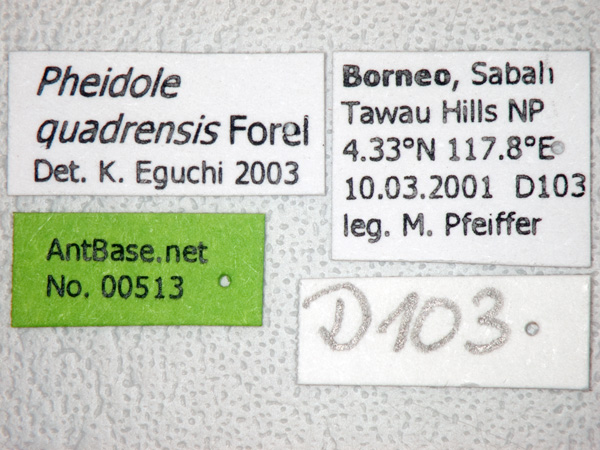 Pheidole
quadrensis Forel
Det. K. Eguchi 2003
Borneo, Sabah
Tawau Hills NP
4.33°N 117.8°E
10.03.2001 D103
leg. M. Pfeiffer
AntBase.net
No. 00513
D103.